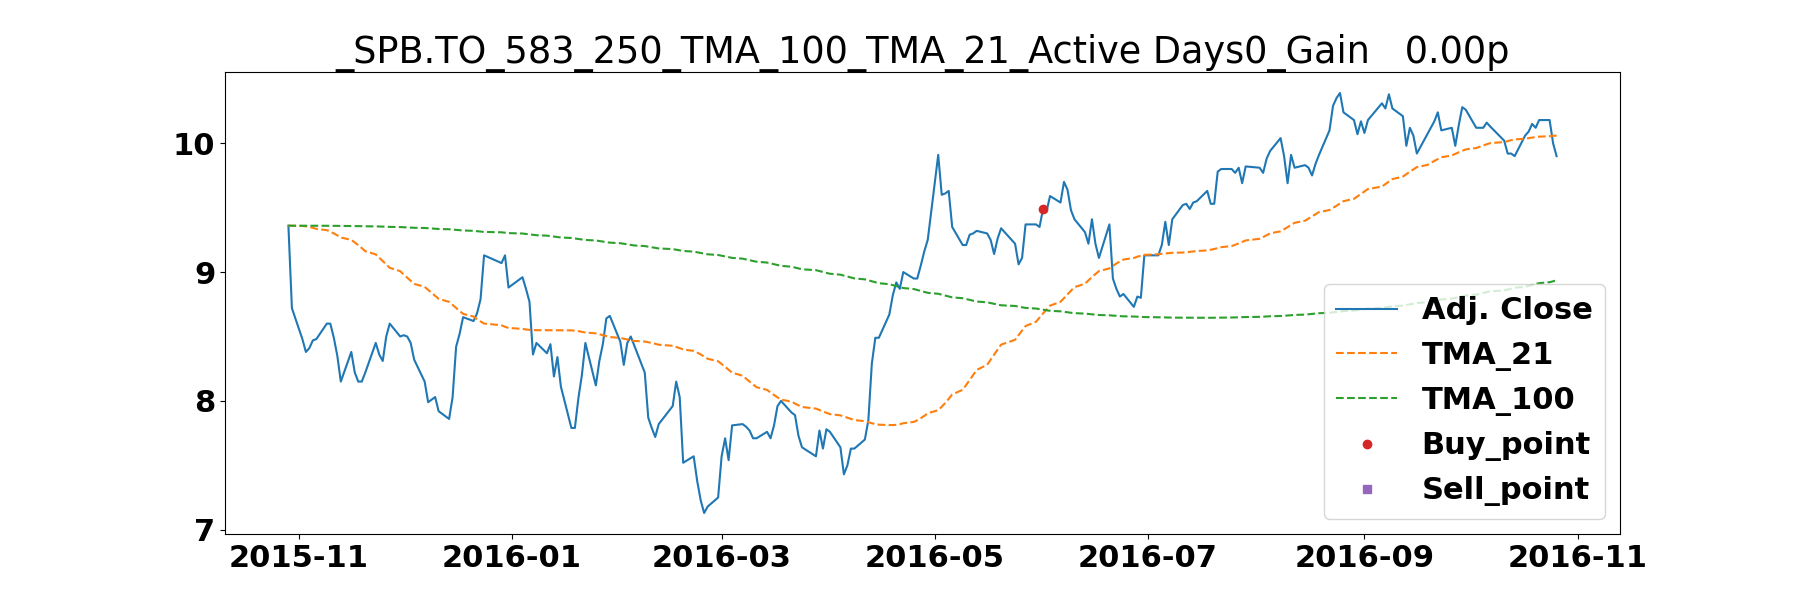 _SPB.TO_583_250_TMA_100_TMA_21_Active Days0_Gain   0.00p
10
9
8
7
2015-11 2016-01 2016-03 2016-05 2016-07 2016-09 2016-11
Adj. Close
TMA_21
TMA_100
Buy_point
Sell_point